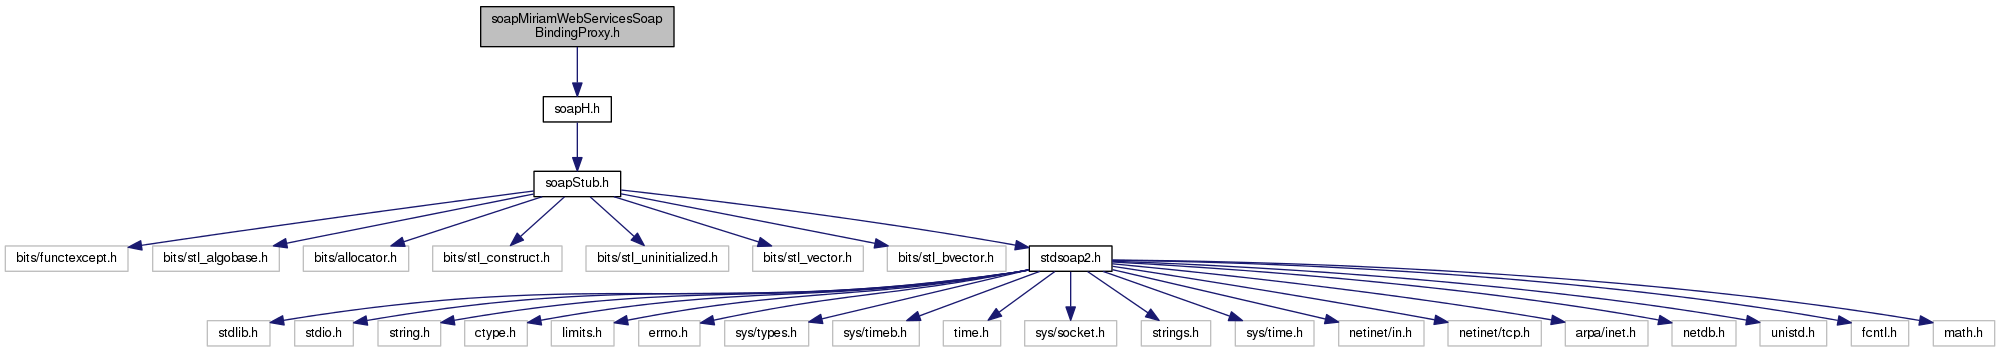 soapMiriamWebServicesSoap
BindingProxy.h
soapH.h
soapStub.h
bits/functexcept.h
bits/stl_algobase.h
bits/allocator.h
bits/stl_construct.h
bits/stl_uninitialized.h
bits/stl_vector.h
bits/stl_bvector.h
stdsoap2.h
stdlib.h
stdio.h
string.h
ctype.h
limits.h
errno.h
sys/types.h
sys/timeb.h
time.h
sys/socket.h
strings.h
sys/time.h
netinet/in.h
netinet/tcp.h
arpa/inet.h
netdb.h
unistd.h
fcntl.h
math.h